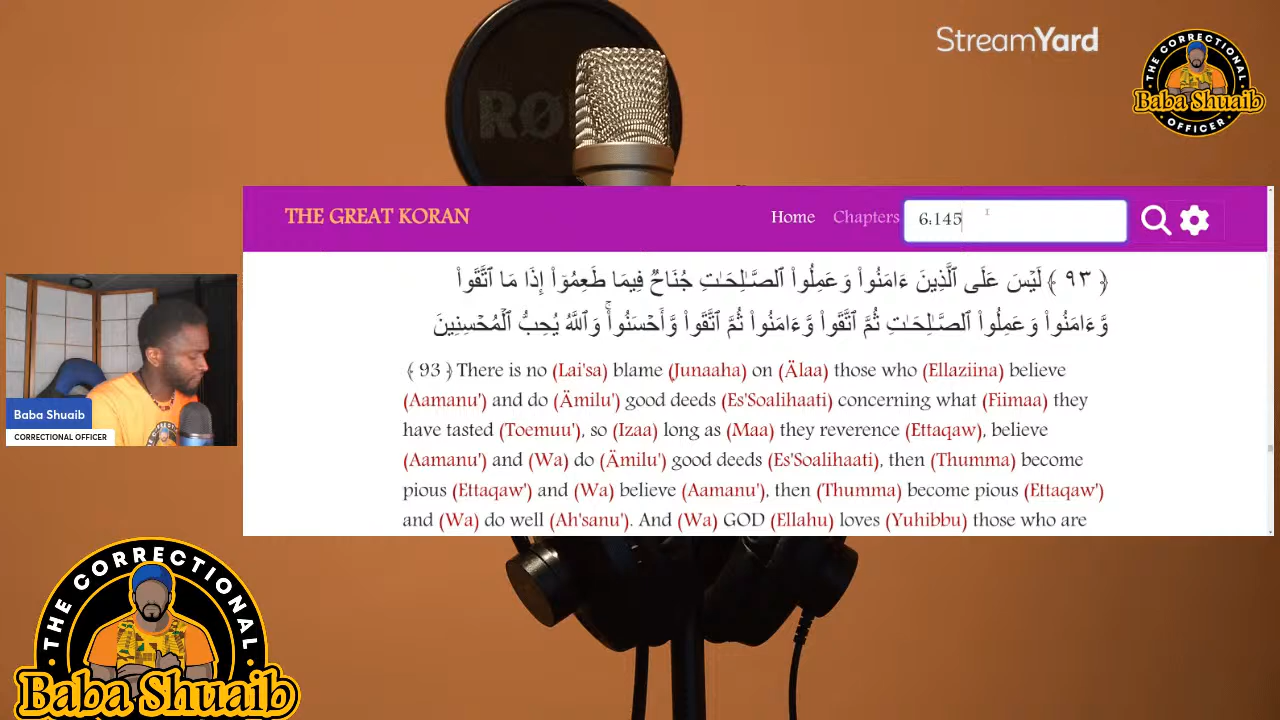 StreamYard
THE CORRECTIONAL
Baba Shuaib
OFFICER
RØ
THE GREAT KORAN
Home
Chapters
6:145
﴿ ٩٣ ﴾ لَيْسَ عَلَى ٱلَّذِينَ ءَامَنُوا۟ وَعَمِلُوا۟ ٱلصَّـٰلِحَـٰتِ جُنَاحٌ فِيمَا طَعِمُوٓا۟ إِذَا مَا ٱتَّقَوا۟
وَّءَامَنُوا۟ وَعَمِلُوا۟ ٱلصَّـٰلِحَـٰتِ ثُمَّ ٱتَّقَوا۟ وَّءَامَنُوا۟ ثُمَّ ٱتَّقَوا۟ وَّأَحْسَنُوا۟ ۗ وَٱللَّهُ يُحِبُّ ٱلْمُحْسِنِينَ
﴾ 93 ﴿ There is no (Lai'sa) blame (Junaaha) on (Älaa) those who (Ellaziina) believe
(Aamanu') and do (Ämilu') good deeds (Es'Soalihaati) concerning what (Fiimaa) they
have tasted (Toemuu'), so (Izaa) long as (Maa) they reverence (Ettaqaw'), believe
(Aamanu') and (Wa) do (Ämilu') good deeds (Es'Soalihaati), then (Thumma) become
pious (Ettaqaw') and (Wa) believe (Aamanu'), then (Thumma) become pious (Ettaqaw')
and (Wa) do well (Ah'sanu'). And (Wa) GOD (Ellahu) loves (Yuhibbu) those who are
Baba Shuaib
CORRECTIONAL OFFICER
THE CORRECTIONAL
Baba Shuaib